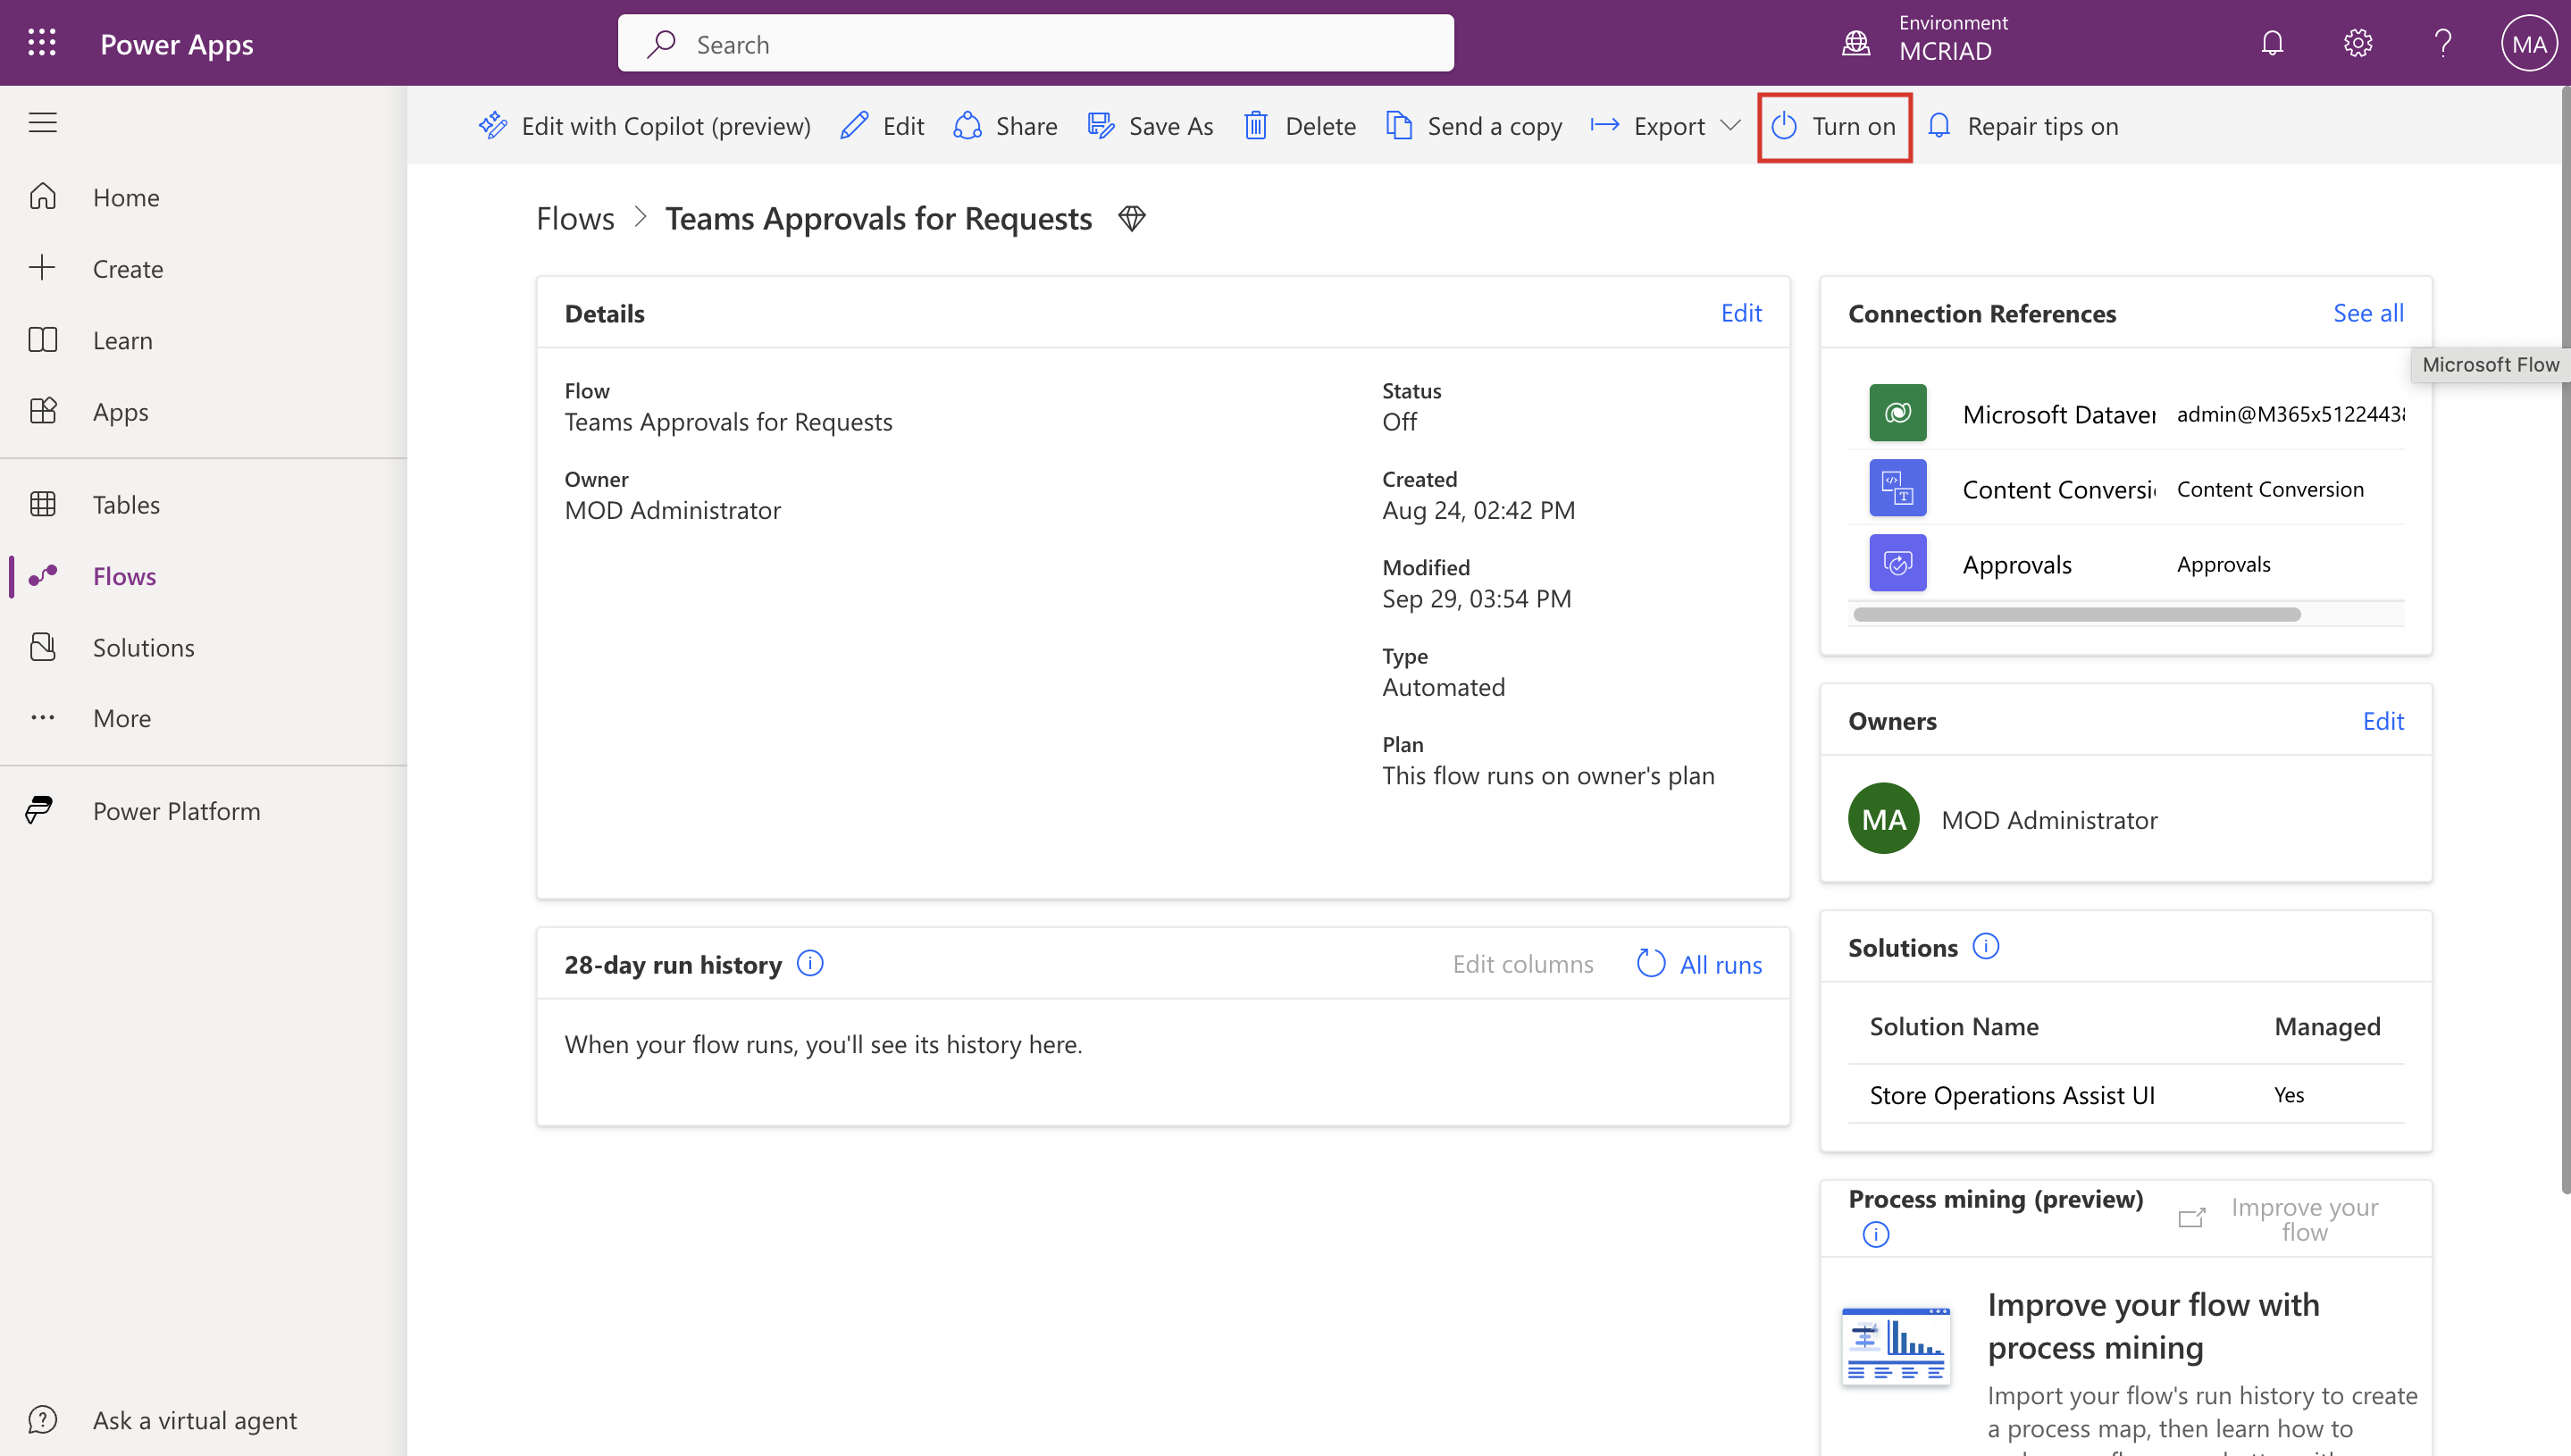 Power Apps
Search
Environment
MCRIAD
MA
Edit with Copilot (preview)
Edit
Share
Save As
Delete
Send a copy
Export
Turn on
Repair tips on
Home
Create
Learn
Apps
Tables
Flows
Solutions
More
Power Platform
Ask a virtual agent
Flows > Teams Approvals for Requests
Details
Edit
Flow
Teams Approvals for Requests
Owner
MOD Administrator
Status
Off
Created
Aug 24, 02:42 PM
Modified
Sep 29, 03:54 PM
Type
Automated
Plan
This flow runs on owner's plan
28-day run history
Edit columns
All runs
When your flow runs, you'll see its history here.
Connection References
See all
Microsoft Flow
Microsoft Dataver admin@M365x5122443
Content Conversi Content Conversion
Approvals Approvals
Owners
Edit
MA
MOD Administrator
Solutions
Solution Name Managed
Store Operations Assist UI Yes
Process mining (preview)
Improve your
flow
Improve your flow with
process mining
Import your flow's run history to create
a process map, then learn how to